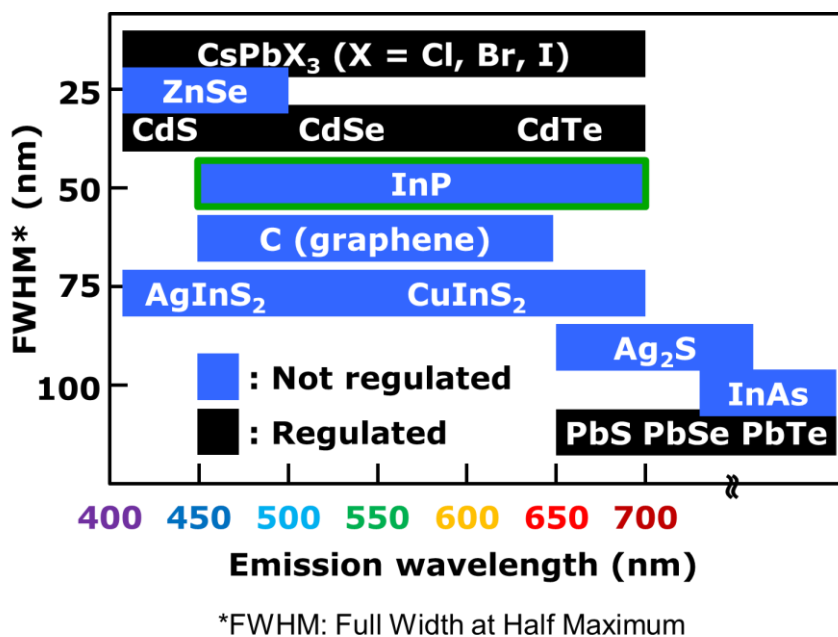 CsPbX₃ (X = Cl, Br, I)
25
ZnSe
CdS CdSe CdTe
50
InP
C (graphene)
75
AgInS₂ CuInS₂
Ag₂S
: Not regulated
100
InAs
: Regulated
PbS PbSe PbTe
FWHM* (nm)
400 450 500 550 600 650 700
Emission wavelength (nm)
*FWHM: Full Width at Half Maximum